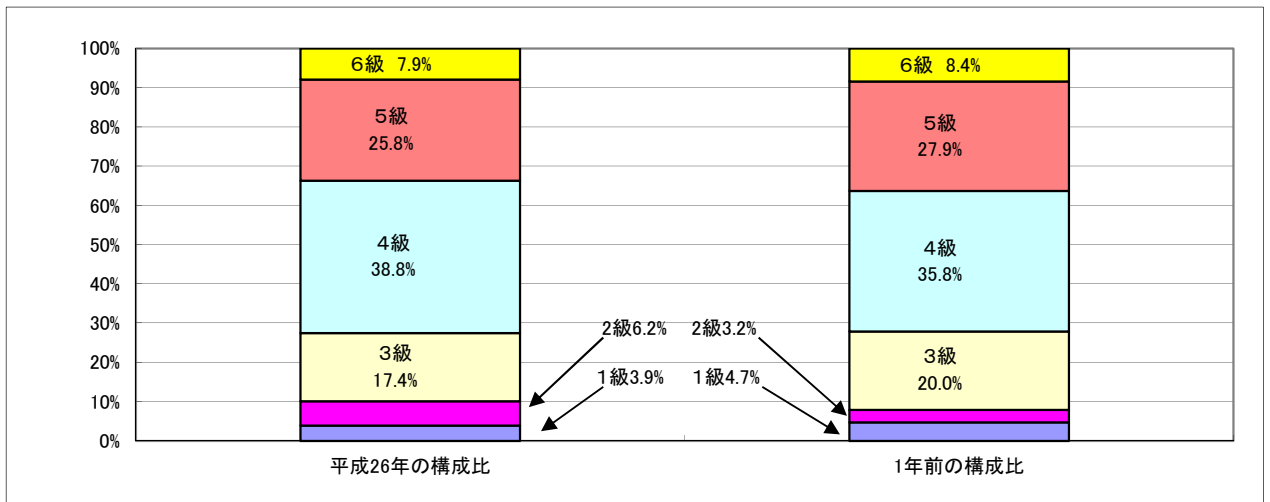 100%
90%
80%
70%
60%
50%
40%
30%
20%
10%
0%
6級 7.9%
5級
25.8%
4級
38.8%
3級
17.4%
2級6.2%
1級3.9%
6級 8.4%
5級
27.9%
4級
35.8%
3級
20.0%
2級3.2%
1級4.7%
平成26年の構成比
1年前の構成比